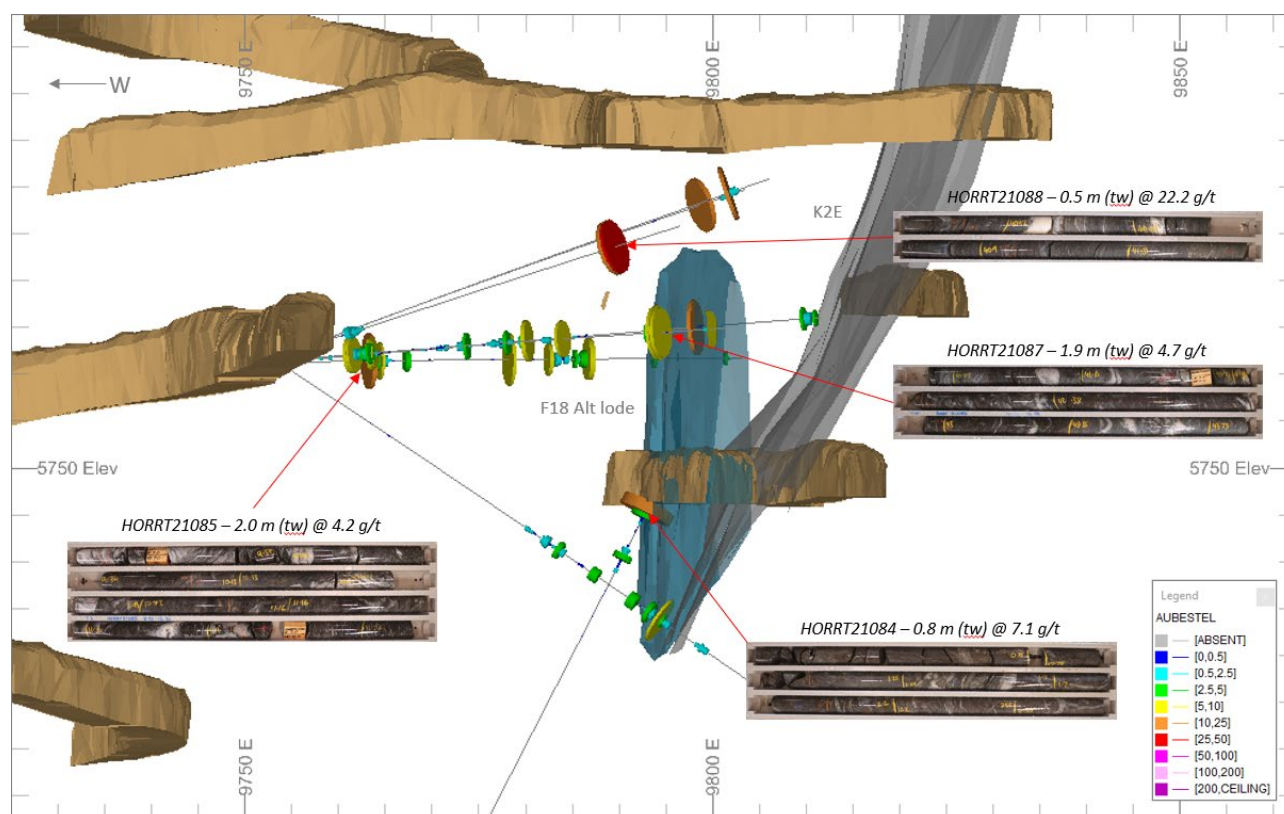 W
9750 E
9800 E
9850 E
HORRT21088 – 0.5 m (tw) @ 22.2 g/t
K2E
HORRT21087 – 1.9 m (tw) @ 4.7 g/t
F18 Alt lode
5750 Elev
5750 Elev
HORRT21085 – 2.0 m (tw) @ 4.2 g/t
HORRT21084 – 0.8 m (tw) @ 7.1 g/t
Legend
AUBESTEL
[ABSENT]
[0,0.5]
[0.5,2.5]
[2.5,5]
[5,10]
[10,25]
[25,50]
[50,100]
[100,200]
[200,CEILING]
9750 E
9800 E